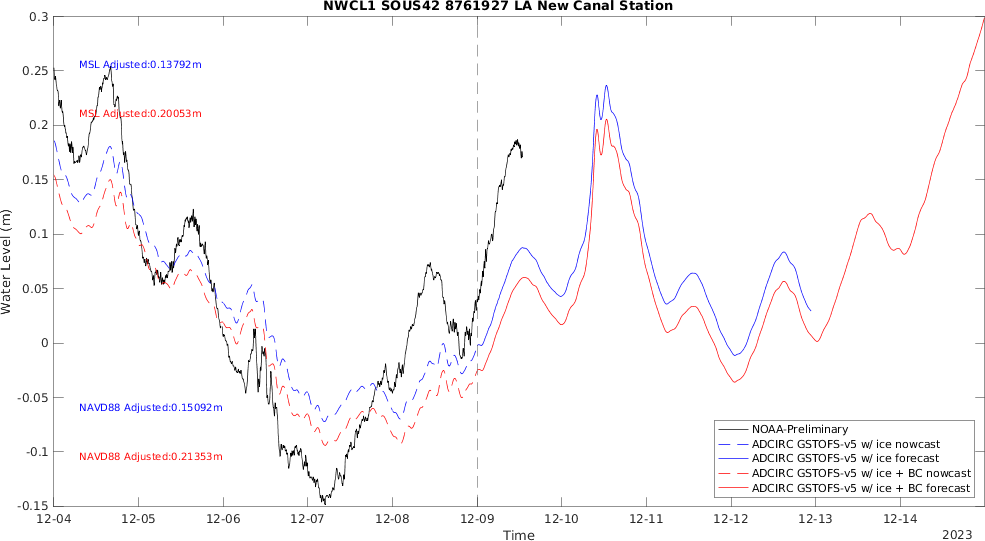 NWCL1 SOUS42 8761927 LA New Canal Station
0.3
0.25
0.2
0.15
0.1
0.05
0
-0.05
-0.1
-0.15
Water Level (m)
MSL Adjusted:0.13792m
MSL Adjusted:0.20053m
NAVD88 Adjusted:0.15092m
NAVD88 Adjusted:0.21353m
NOAA-Preliminary
ADCIRC GSTOFS-v5 w/ ice nowcast
ADCIRC GSTOFS-v5 w/ ice forecast
ADCIRC GSTOFS-v5 w/ ice + BC nowcast
ADCIRC GSTOFS-v5 w/ ice + BC forecast
12-04 12-05 12-06 12-07 12-08 12-09 12-10 12-11 12-12 12-13 12-14
Time
2023